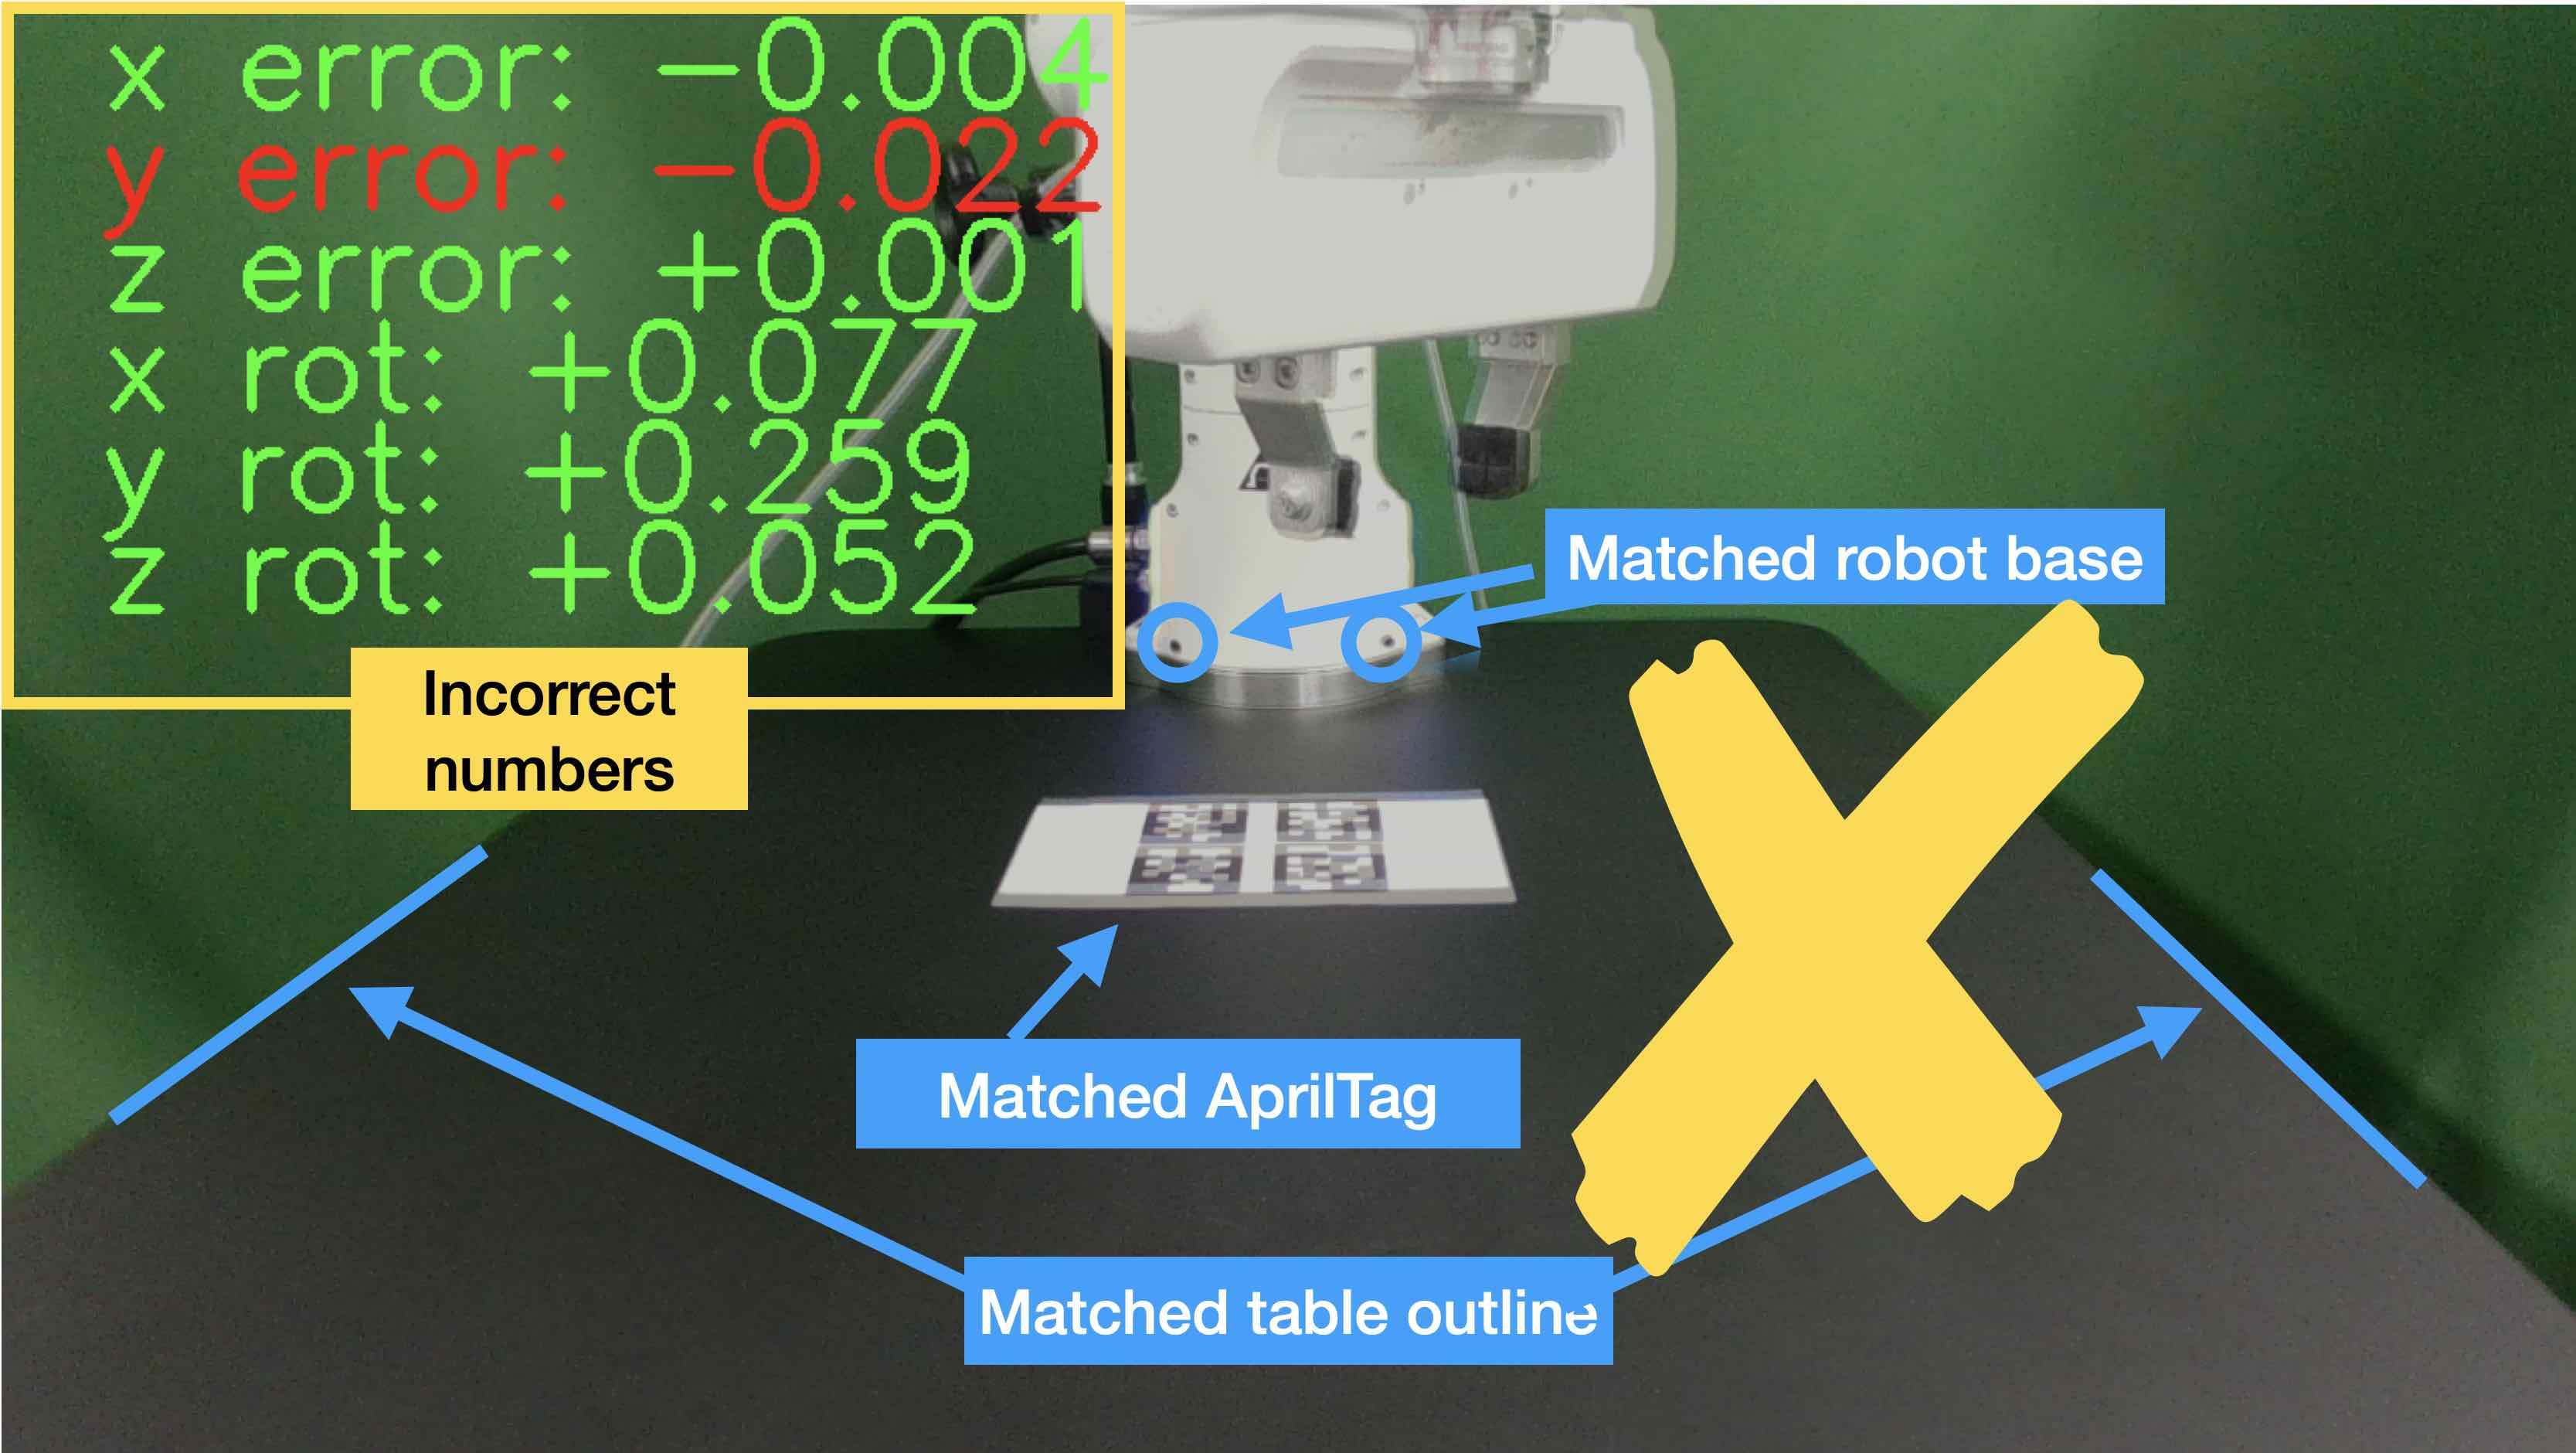 x error: -0.004
y error: -0.022
z error: +0.001
x rot: +0.077
y rot: +0.259
z rot: +0.052
Incorrect
numbers
Matched robot base
Matched AprilTag
Matched table outline